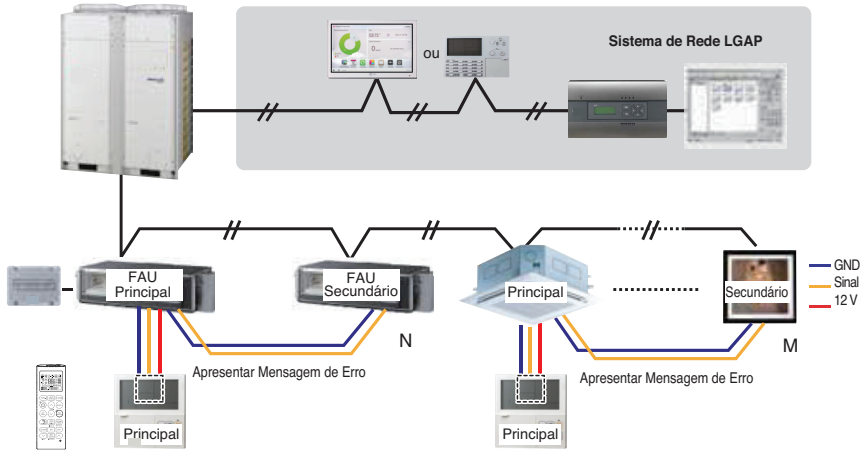 ou
Sistema de Rede LGAP
FAU
Principal
FAU
Secundário
Principal
Secundário
GND
Sinal
12 V
N
M
Apresentar Mensagem de Erro
Apresentar Mensagem de Erro
Principal
Principal